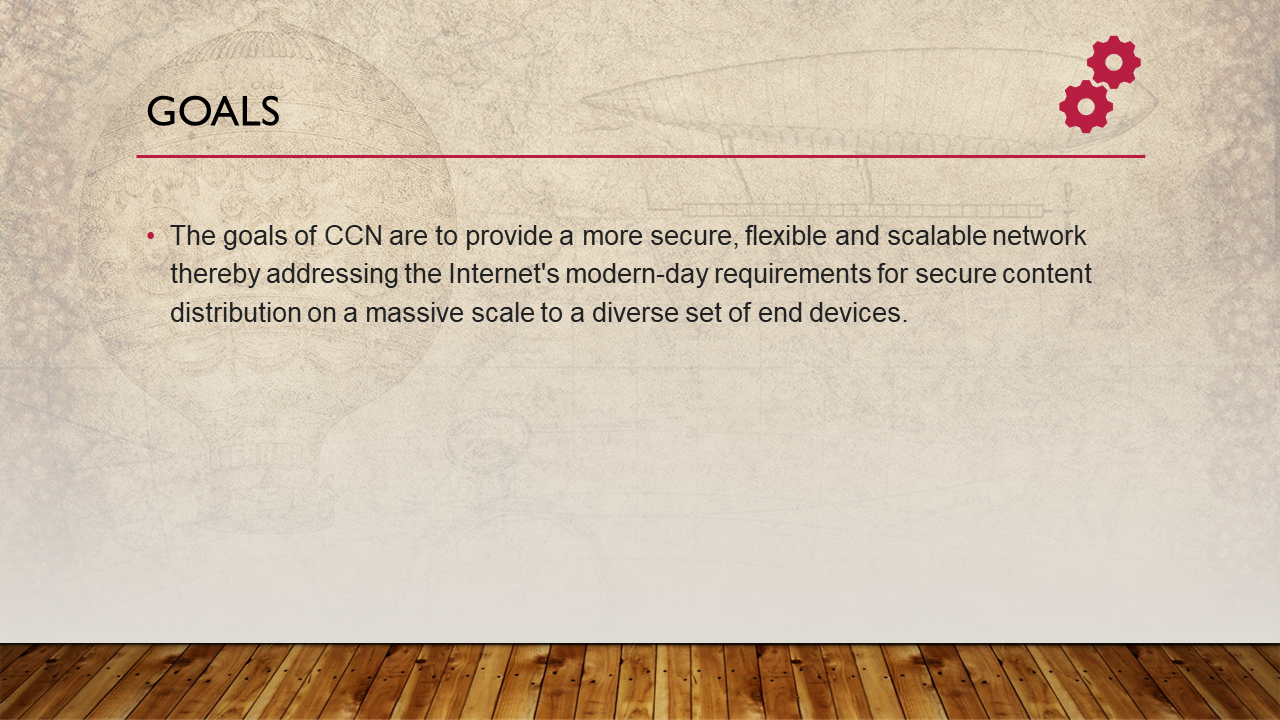 GOALS
• The goals of CCN are to provide a more secure, flexible and scalable network
thereby addressing the Internet's modern-day requirements for secure content
distribution on a massive scale to a diverse set of end devices.